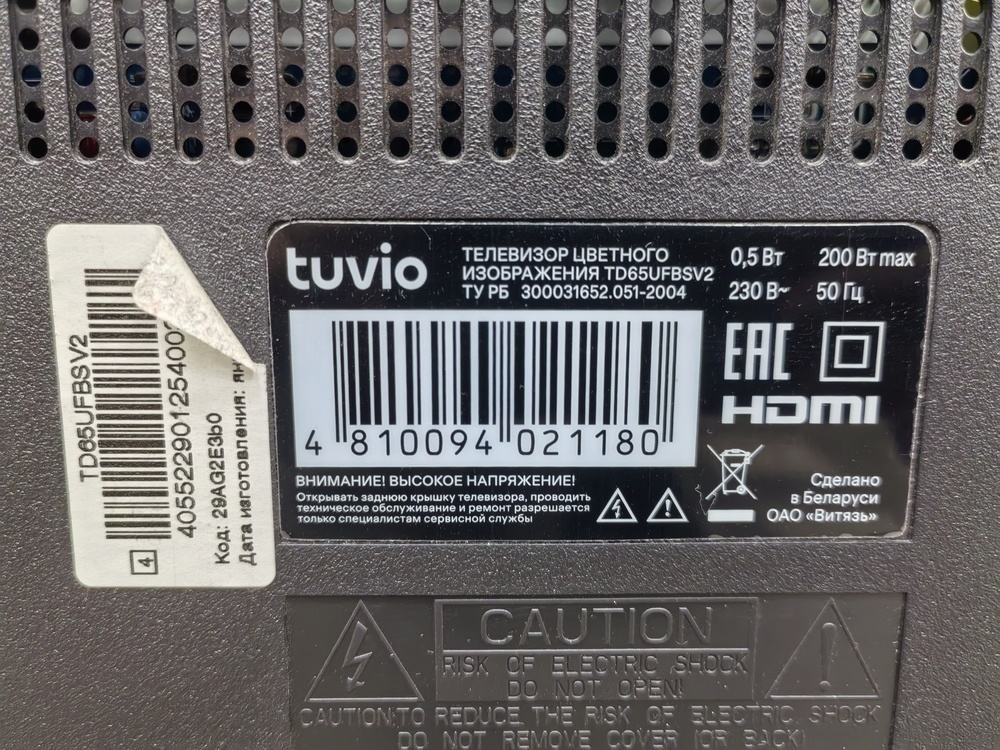 TD65UFBSV2
40552290125400
Код: 29AG2E3b0
Дата изготовления: ян
4
tuvio
ТЕЛЕВИЗОР ЦВЕТНОГО
ИЗОБРАЖЕНИЯ TD65UFBSV2
ТУ РБ 300031652.051-2004
0,5 Вт 200 Вт max
230 В~ 50 Гц
4 810094 021180
EAC
HDMI
ВНИМАНИЕ! ВЫСОКОЕ НАПРЯЖЕНИЕ!
Открывать заднюю крышку телевизора, проводить
техническое обслуживание и ремонт разрешается
только специалистам сервисной службы
Сделано
в Беларуси
ОАО «Витязь»
CAUTION
RISK OF ELECTRIC SHOCK
DO NOT OPEN!
CAUTION:TO REDUCE THE RISK OF ELECTRIC SHOCK
DO NOT REMOVE COVER (OR BACK)